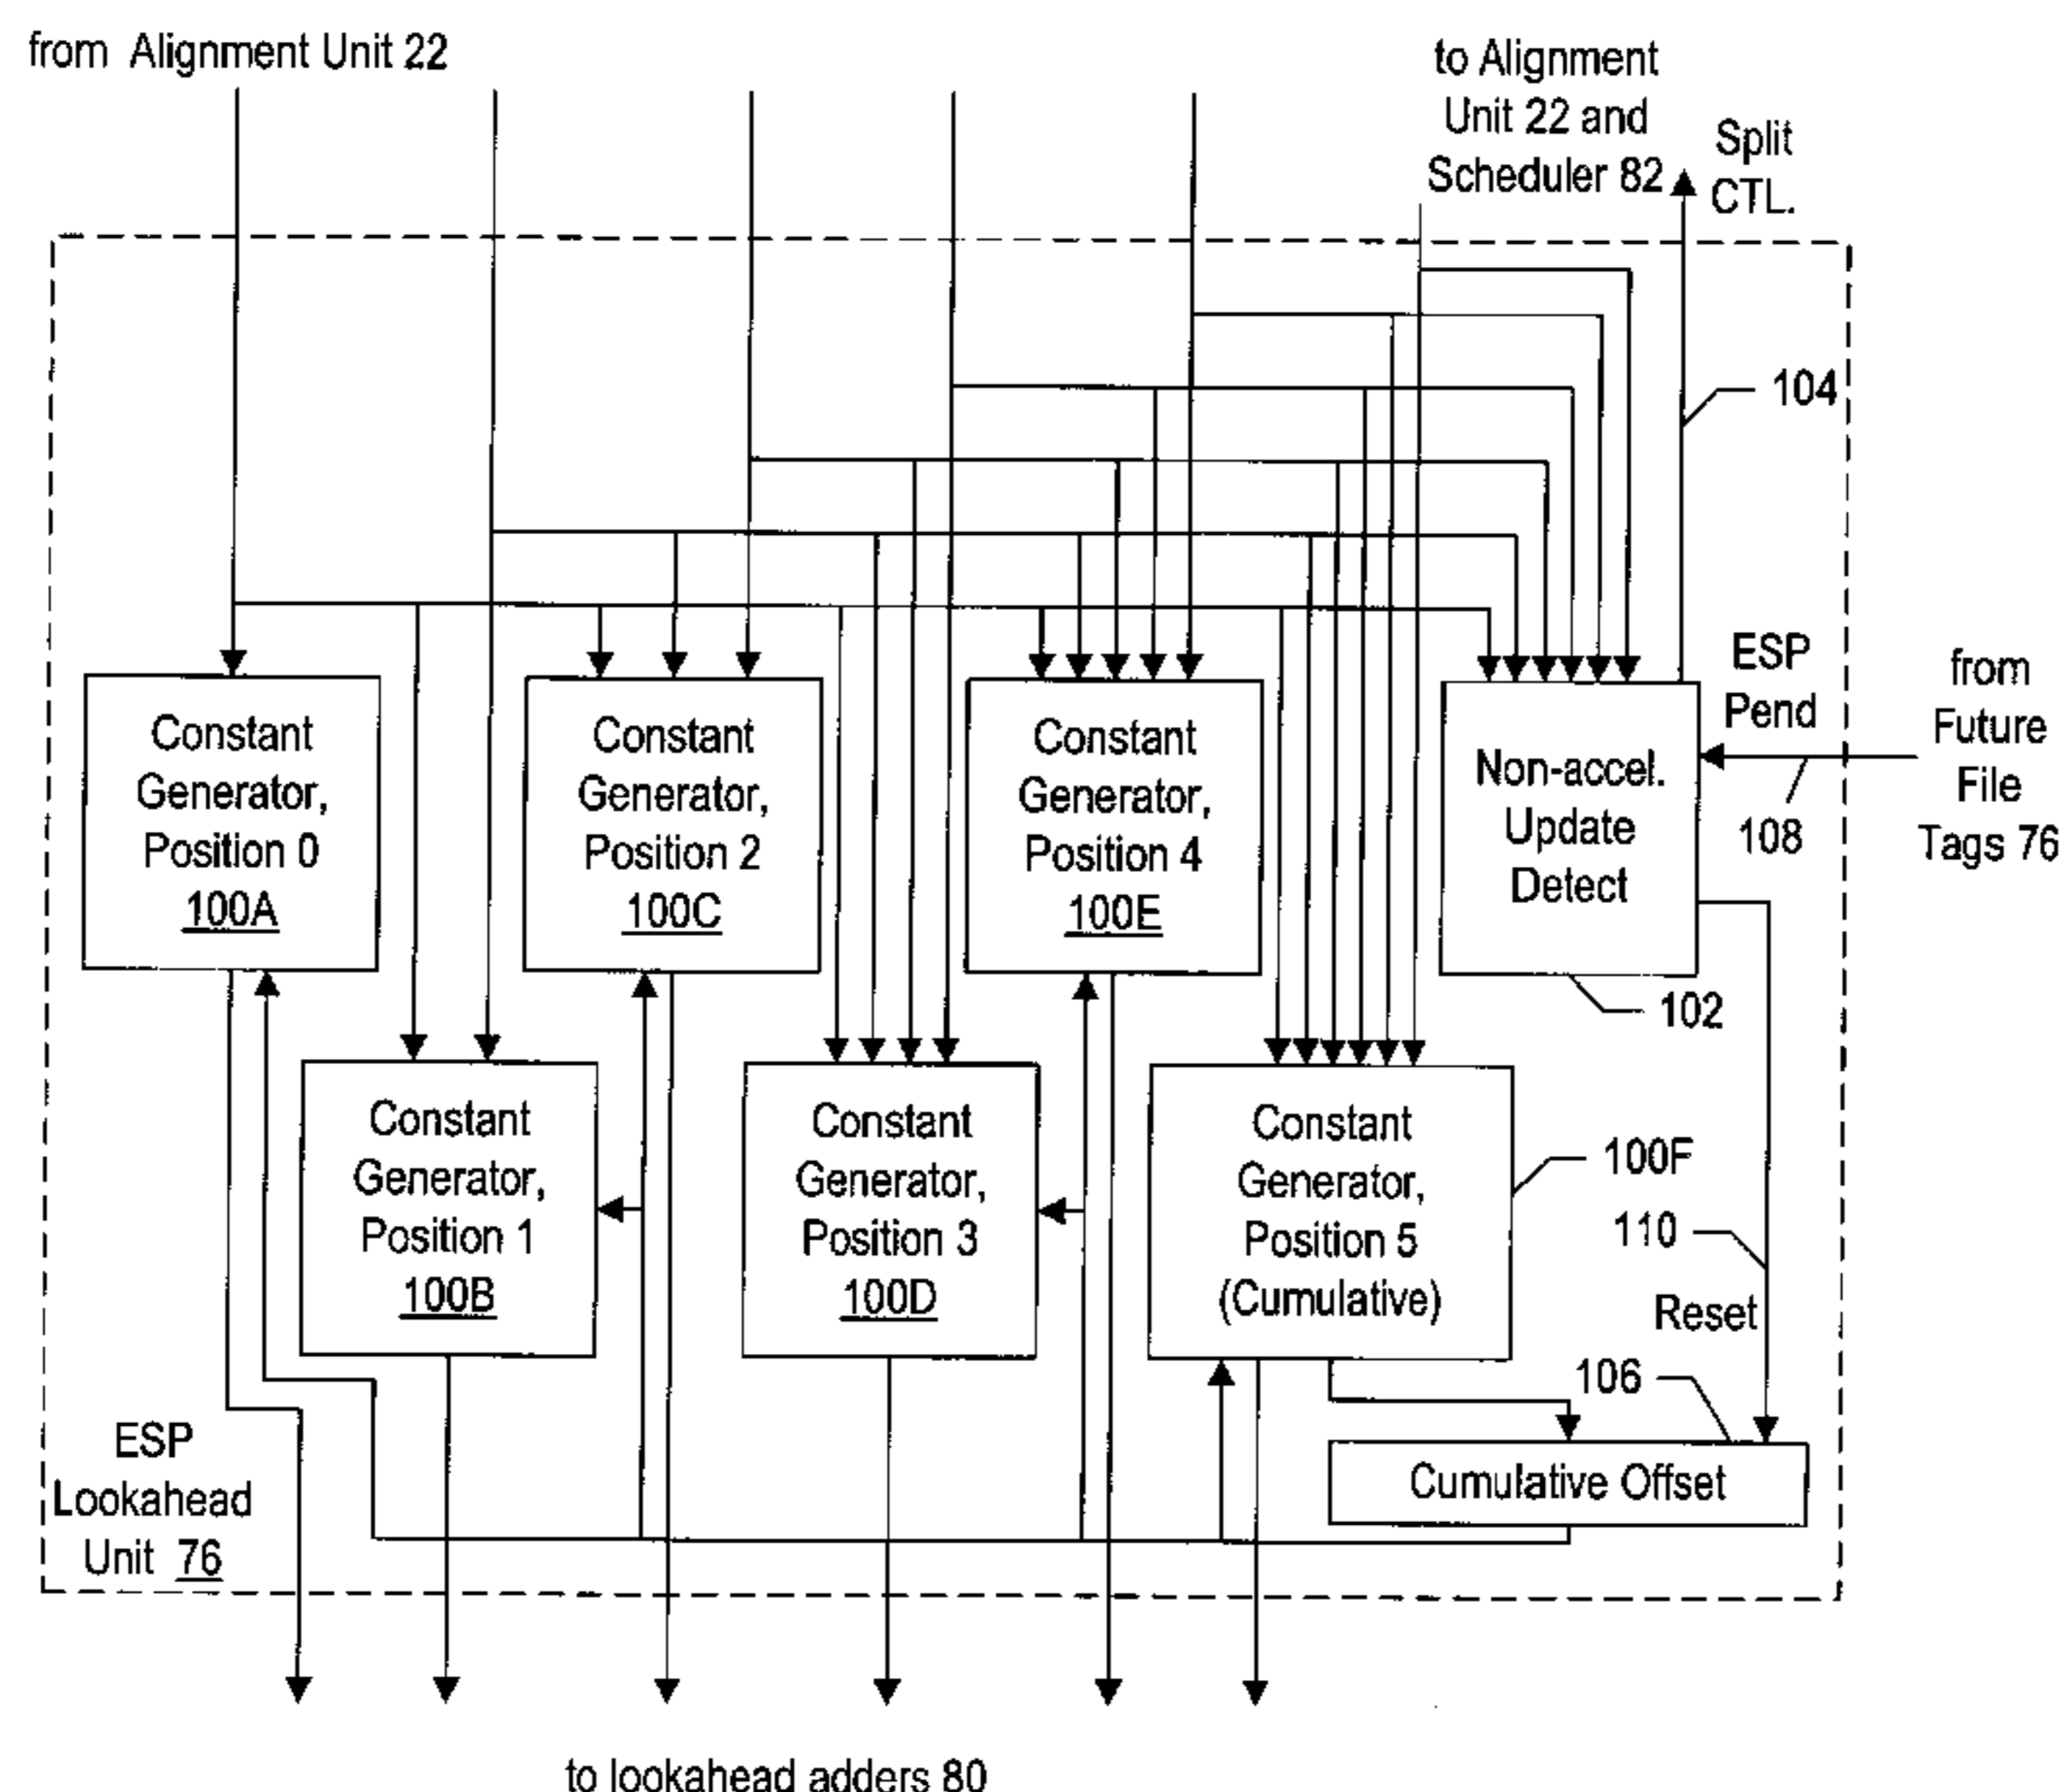 from Alignment Unit 22
to Alignment
Unit 22 and
Scheduler 82
Split
CTL.
104
ESP
Pend
108
from
Future
File
Tags 76
Constant
Generator,
Position 0
100A
Constant
Generator,
Position 2
100C
Constant
Generator,
Position 4
100E
Non-accel.
Update
Detect
102
Constant
Generator,
Position 1
100B
Constant
Generator,
Position 3
100D
Constant
Generator,
Position 5
(Cumulative)
100F
110
Reset
106
Cumulative Offset
ESP
Lookahead
Unit 76
to lookahead adders 80